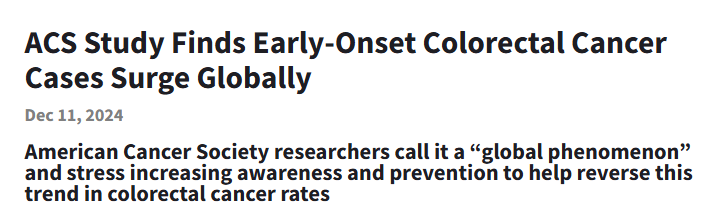 ACS Study Finds Early-Onset Colorectal Cancer
Cases Surge Globally
Dec 11, 2024
American Cancer Society researchers call it a “global phenomenon”
and stress increasing awareness and prevention to help reverse this
trend in colorectal cancer rates